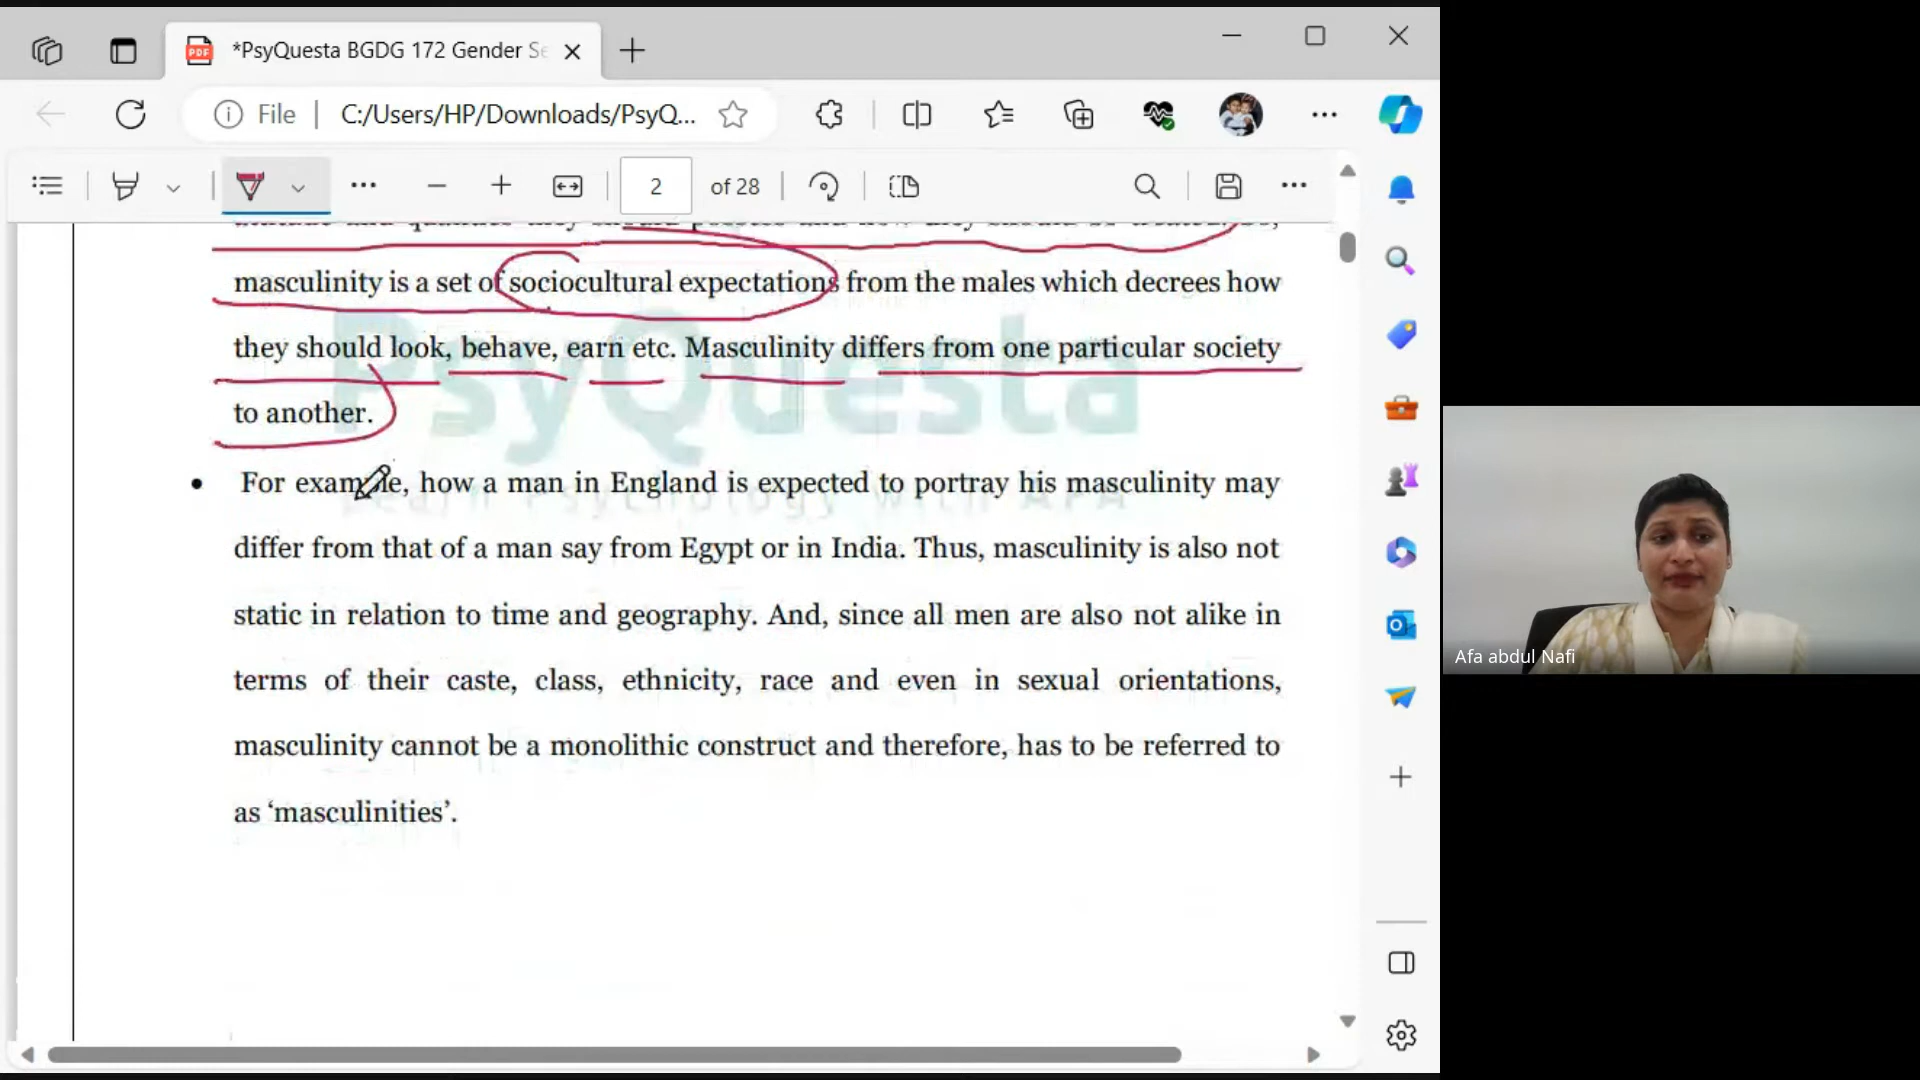 *PsyQuesta BGDG 172 Gender Se
File
C:/Users/HP/Downloads/PsyQ...
2 of 28
masculinity is a set of sociocultural expectations from the males which decrees how
they should look, behave, earn etc. Masculinity differs from one particular society
to another.
• For example, how a man in England is expected to portray his masculinity may
differ from that of a man say from Egypt or in India. Thus, masculinity is also not
static in relation to time and geography. And, since all men are also not alike in
terms of their caste, class, ethnicity, race and even in sexual orientations,
masculinity cannot be a monolithic construct and therefore, has to be referred to
as ‘masculinities’.
PsyQuesta
Learn Psychology with AFA
Afa abdul Nafi